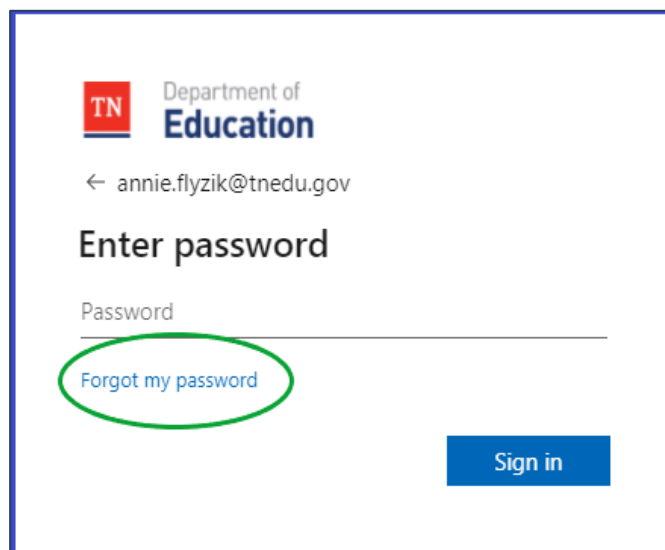 TN
Department of
Education
← annie.flyzik@tnedu.gov
Enter password
Password
Forgot my password
Sign in